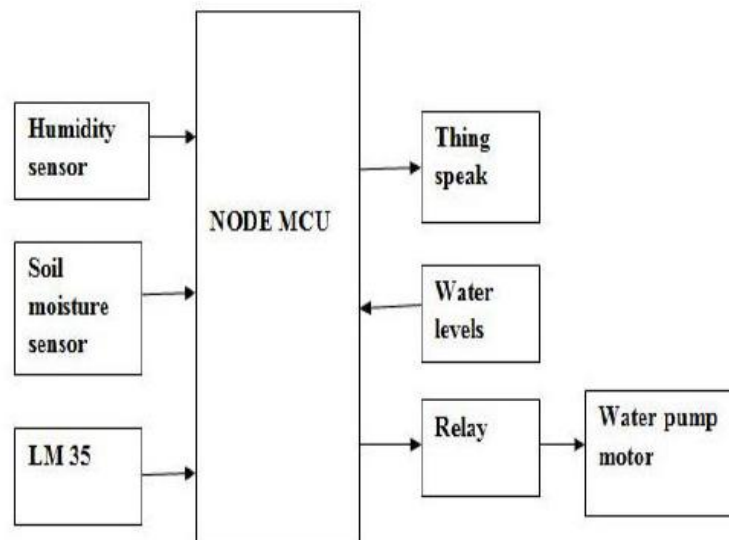 Humidity
sensor
Soil
moisture
sensor
LM 35
NODE MCU
Thing
speak
Water
levels
Relay
Water pump
motor